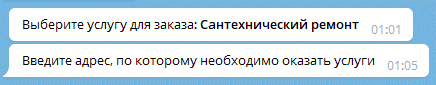 Выберите услугу для заказа: Сантехнический ремонт 01:01
Введите адрес, по которому необходимо оказать услуги 01:05